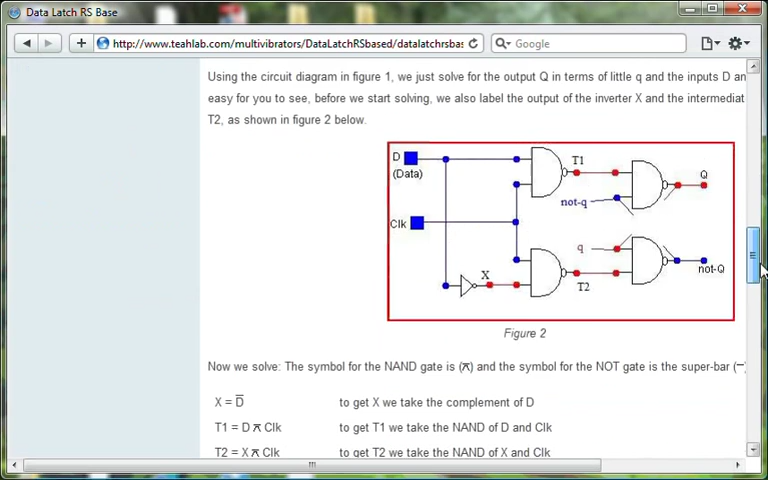 Data Latch RS Base
http://www.teahlab.com/multivibrators/DataLatchRSbased/datalatchrsbas
Google
Using the circuit diagram in figure 1, we just solve for the output Q in terms of little q and the inputs D an
easy for you to see, before we start solving, we also label the output of the inverter X and the intermediat
T2, as shown in figure 2 below.
D
(Data)
T1
Q
not-q
Clk
q
X
not-Q
T2
Figure 2
Now we solve: The symbol for the NAND gate is (⊼) and the symbol for the NOT gate is the super-bar (‾
X = D̅ to get X we take the complement of D
T1 = D ⊼ Clk to get T1 we take the NAND of D and Clk
T2 = X ⊼ Clk to get T2 we take the NAND of X and Clk